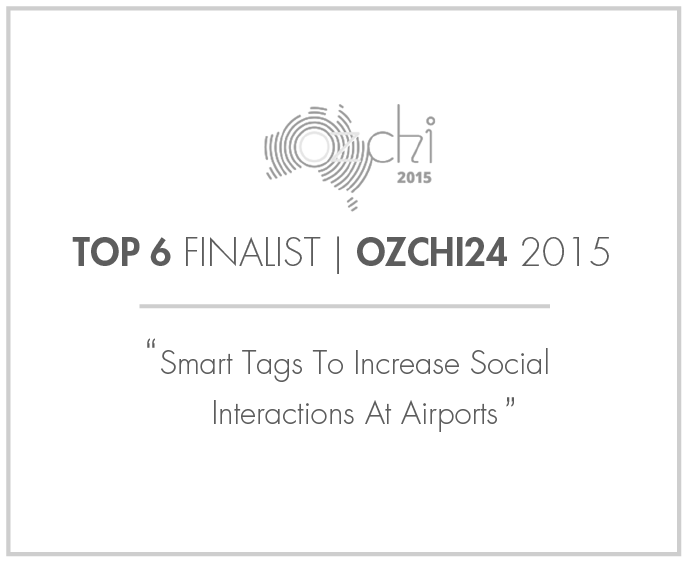 ozchi
2015
TOP 6 FINALIST | OZCHI24 2015
“Smart Tags To Increase Social
Interactions At Airports”